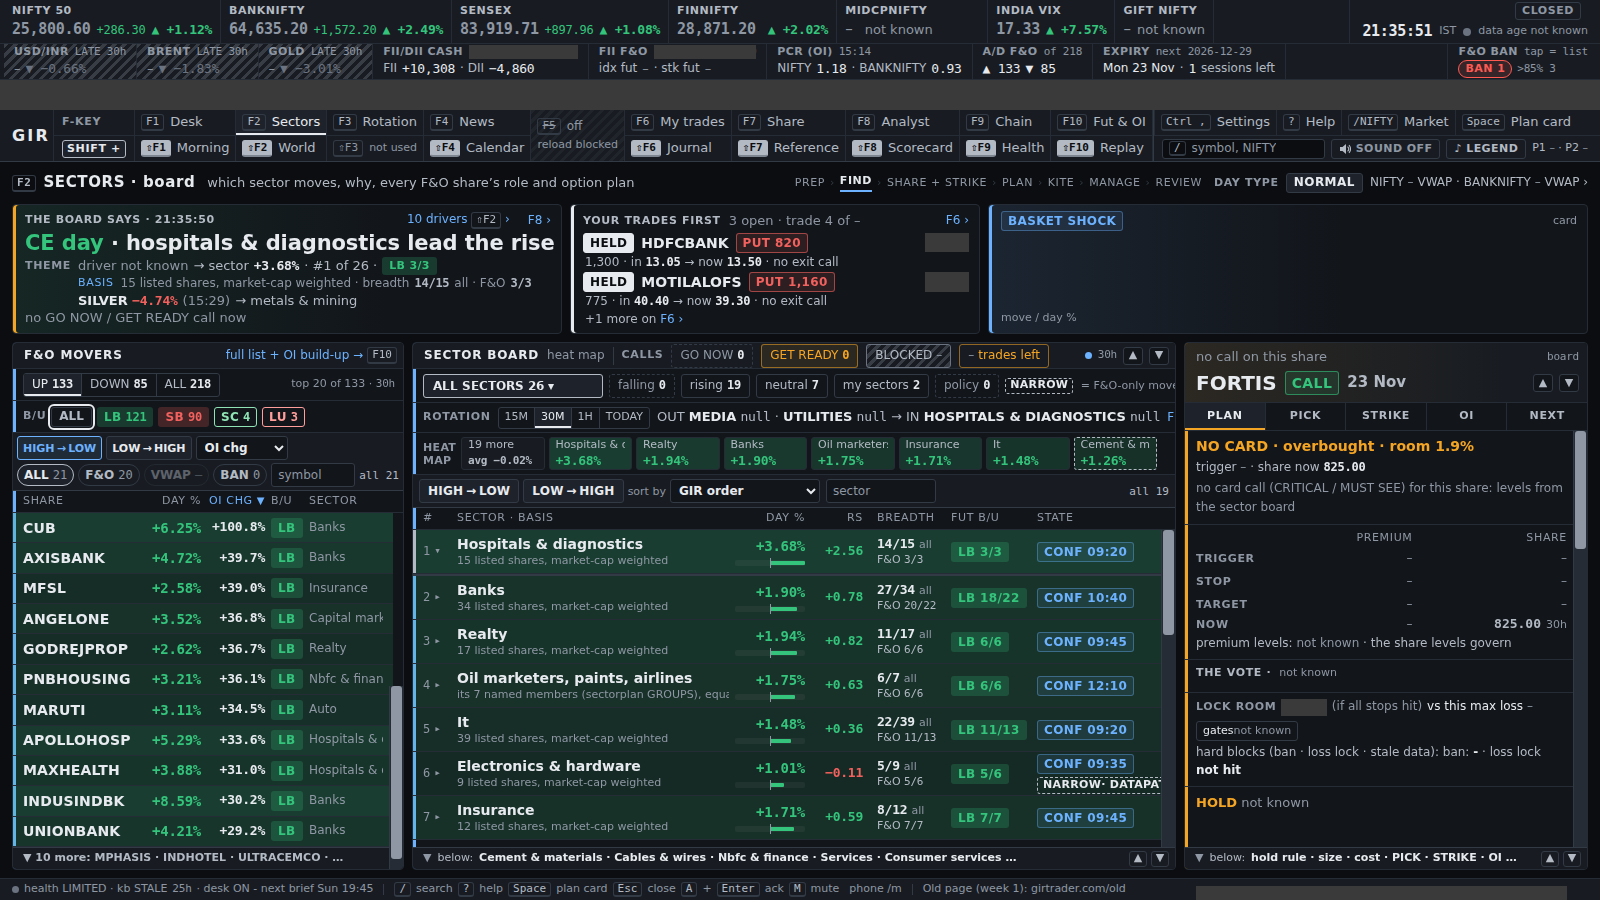 NIFTY 50 BANKNIFTY SENSEX FINNIFTY MIDCPNIFTY INDIA VIX GIFT NIFTY CLOSED
25,800.60 +286.30 ▲ +1.12% 64,635.20 +1,572.20 ▲ +2.49% 83,919.71 +897.96 ▲ +1.08% 28,871.20 ▲ +2.02% – not known 17.33 ▲ +7.57% – not known 21:35:51 IST data age not known
USD/INR LATE 30h BRENT LATE 30h GOLD LATE 30h FII/DII CASH FII F&O PCR (OI) 15:14 A/D F&O of 218 EXPIRY next 2026-12-29 F&O BAN tap = list
– ▼ −0.66% – ▼ −1.83% – ▼ −3.01% FII +10,308 · DII −4,860 idx fut – · stk fut – NIFTY 1.18 · BANKNIFTY 0.93 ▲ 133 ▼ 85 Mon 23 Nov · 1 sessions left BAN 1 >85% 3
GIR F-KEY F1 Desk F2 Sectors F3 Rotation F4 News F5 off F6 My trades F7 Share F8 Analyst F9 Chain F10 Fut & OI Ctrl , Settings ? Help /NIFTY Market Space Plan card
SHIFT + ⇧F1 Morning ⇧F2 World ⇧F3 not used ⇧F4 Calendar reload blocked ⇧F6 Journal ⇧F7 Reference ⇧F8 Scorecard ⇧F9 Health ⇧F10 Replay / symbol, NIFTY SOUND OFF ♪ LEGEND P1 – · P2 –
F2 SECTORS · board which sector moves, why, every F&O share's role and option plan PREP › FIND › SHARE + STRIKE › PLAN › KITE › MANAGE › REVIEW DAY TYPE NORMAL NIFTY – VWAP · BANKNIFTY – VWAP ›
THE BOARD SAYS · 21:35:50 10 drivers ⇧F2 › F8 ›
CE day · hospitals & diagnostics lead the rise
THEME driver not known → sector +3.68% · #1 of 26 · LB 3/3
BASIS 15 listed shares, market-cap weighted · breadth 14/15 all · F&O 3/3
SILVER −4.74% (15:29) → metals & mining
no GO NOW / GET READY call now
YOUR TRADES FIRST 3 open · trade 4 of – F6 ›
HELD HDFCBANK PUT 820
1,300 · in 13.05 → now 13.50 · no exit call
HELD MOTILALOFS PUT 1,160
775 · in 40.40 → now 39.30 · no exit call
+1 more on F6 ›
BASKET SHOCK card
move / day %
F&O MOVERS full list + OI build-up → F10
UP 133 DOWN 85 ALL 218 top 20 of 133 · 30h
B/U ALL LB 121 SB 90 SC 4 LU 3
HIGH → LOW LOW → HIGH OI chg
ALL 21 F&O 20 VWAP – BAN 0 symbol all 21
SHARE DAY % OI CHG ▼ B/U SECTOR
CUB +6.25% +100.8% LB Banks
AXISBANK +4.72% +39.7% LB Banks
MFSL +2.58% +39.0% LB Insurance
ANGELONE +3.52% +36.8% LB Capital mark
GODREJPROP +2.62% +36.7% LB Realty
PNBHOUSING +3.21% +36.1% LB Nbfc & finan
MARUTI +3.11% +34.5% LB Auto
APOLLOHOSP +5.29% +33.6% LB Hospitals & d
MAXHEALTH +3.88% +31.0% LB Hospitals & d
INDUSINDBK +8.59% +30.2% LB Banks
UNIONBANK +4.21% +29.2% LB Banks
▼ 10 more: MPHASIS · INDHOTEL · ULTRACEMCO · …
SECTOR BOARD heat map CALLS GO NOW 0 GET READY 0 BLOCKED – – trades left 30h ▲ ▼
ALL SECTORS 26 ▾ falling 0 rising 19 neutral 7 my sectors 2 policy 0 NARROW = F&O-only move
ROTATION 15M 30M 1H TODAY OUT MEDIA null · UTILITIES null → IN HOSPITALS & DIAGNOSTICS null F
HEAT MAP 19 more avg −0.02% Hospitals & d +3.68% Realty +1.94% Banks +1.90% Oil marketers +1.75% Insurance +1.71% It +1.48% Cement & m +1.26%
HIGH → LOW LOW → HIGH sort by GIR order sector all 19
# SECTOR · BASIS DAY % RS BREADTH FUT B/U STATE
1 ▾ Hospitals & diagnostics +3.68% +2.56 14/15 all LB 3/3 CONF 09:20
15 listed shares, market-cap weighted F&O 3/3
2 ▸ Banks +1.90% +0.78 27/34 all LB 18/22 CONF 10:40
34 listed shares, market-cap weighted F&O 20/22
3 ▸ Realty +1.94% +0.82 11/17 all LB 6/6 CONF 09:45
17 listed shares, market-cap weighted F&O 6/6
4 ▸ Oil marketers, paints, airlines +1.75% +0.63 6/7 all LB 6/6 CONF 12:10
its 7 named members (sectorplan GROUPS), equa F&O 6/6
5 ▸ It +1.48% +0.36 22/39 all LB 11/13 CONF 09:20
39 listed shares, market-cap weighted F&O 11/13
6 ▸ Electronics & hardware +1.01% −0.11 5/9 all LB 5/6 CONF 09:35
9 listed shares, market-cap weighted F&O 5/6 NARROW· DATAPAT
7 ▸ Insurance +1.71% +0.59 8/12 all LB 7/7 CONF 09:45
12 listed shares, market-cap weighted F&O 7/7
▼ below: Cement & materials · Cables & wires · Nbfc & finance · Services · Consumer services … ▲ ▼
no call on this share board
FORTIS CALL 23 Nov ▲ ▼
PLAN PICK STRIKE OI NEXT
NO CARD · overbought · room 1.9%
trigger – · share now 825.00
no card call (CRITICAL / MUST SEE) for this share: levels from
the sector board
PREMIUM SHARE
TRIGGER – –
STOP – –
TARGET – –
NOW – 825.00 30h
premium levels: not known · the share levels govern
THE VOTE · not known
LOCK ROOM (if all stops hit) vs this max loss –
gatesnot known
hard blocks (ban · loss lock · stale data): ban: - · loss lock
not hit
HOLD not known
▼ below: hold rule · size · cost · PICK · STRIKE · OI … ▲ ▼
health LIMITED · kb STALE 25h · desk ON - next brief Sun 19:45 / search ? help Space plan card Esc close A + Enter ack M mute phone /m Old page (week 1): girtrader.com/old